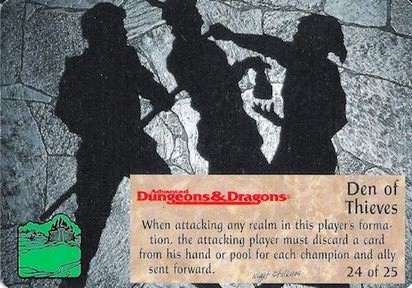 Den of
Thieves
Advanced
Dungeons & Dragons®
When attacking any realm in this player's forma-
tion, the attacking player must discard a card
from his hand or pool for each champion and ally
sent forward.
24 of 25